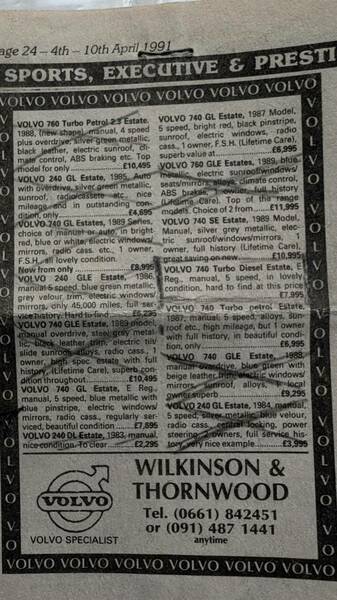 age 24 – 4th – 10th April 1991
SPORTS, EXECUTIVE & PRESTI
VOLVO VOLVO VOLVO VOLVO VOLVO VOLVO VOLVO
VOLVO 760 Turbo Petrol 2.3 Estate,
1988, (new shape), manual, 4 speed
plus overdrive, silver green metallic,
black leather, electric sunroof, cli-
mate control, ABS braking etc. Top
model for only ... £10,495
VOLVO 240 GL Estate, 1985, Auto
with overdrive, silver green metallic,
sunroof, radio/cassette etc. nice
mileage and in outstanding con-
dition, only ... £4,695
VOLVO 740 GL Estates, 1989 Series,
choice of manual or auto, in bright
red, or blue or white, electric windows/
mirrors, radio cass. etc., 1 owner,
F.S.H, all lovely condition.
Now from only ... £8,995
VOLVO 240 GLE Estate, 1986,
manual 5 speed, blue green metallic,
grey velour trim, electric windows/
mirrors, only 45,000 miles, full ser-
vice history. Hard to find ... £6,295
VOLVO 740 GLE Estate, 1989 model,
manual overdrive, steel grey metal-
lic, black leather, electric tilt/
slide sunroof, alloys, radio cass., 1
owner, high spec estate with full
history (Lifetime Care), superb con-
dition throughout ... £10,495
VOLVO 740 GL Estate, E Reg.,
manual, 5 speed, blue metallic with
blue pinstripe, electric windows/
mirrors, radio cass., regularly ser-
viced, beautiful condition ... £7,695
VOLVO 240 DL Estate, 1983, manual,
nice condition. To clear ... £2,295
VOLVO 740 GL Estate, 1987 Model,
5 speed, bright red, black pinstripe,
sunroof, electric windows, radio
cass., 1 owner, F.S.H. (Lifetime Care),
superb value at ... £6,995
VOLVO 760 GLE Estates, 1989, blue
metallic, electric sunroof/windows/
seats/mirrors, alloys, climate control,
ABS brakes, 1 owner, full history
(Lifetime Care), Top of the range
models. Choice of 2 from ... £11,995
VOLVO 740 SE Estate, 1989 Model,
Manual, silver grey metallic, elec-
tric sunroof/windows/mirrors, 1
owner, full history (Lifetime Care),
great saving on new ... £10,995
VOLVO 740 Turbo Diesel Estate, E
Reg., manual, 5 speed, in lovely
condition, hard to find at this price
£7,995
VOLVO 740 Turbo petrol Estate,
1987, manual, 5 speed, alloys, sun-
roof etc., high mileage, but 1 owner
with full history, in beautiful condi-
tion, only ... £6,995
VOLVO 740 GLE Estate, 1988,
manual overdrive, blue green with
beige leather, electric windows/
mirrors, sunroof, alloys, local
owner superb ... £9,295
VOLVO 240 GL Estate, 1984, manual,
5 speed, silver metallic, blue velour,
radio cass., central locking, power
steering, 2 owners, full service his-
tory, very nice example ... £3,995
WILKINSON &
THORNWOOD
Tel. (0661) 842451
or (091) 487 1441
anytime
VOLVO
VOLVO SPECIALIST
VOLVO VOLVO VOLVO VOLVO VOLVO VOLVO